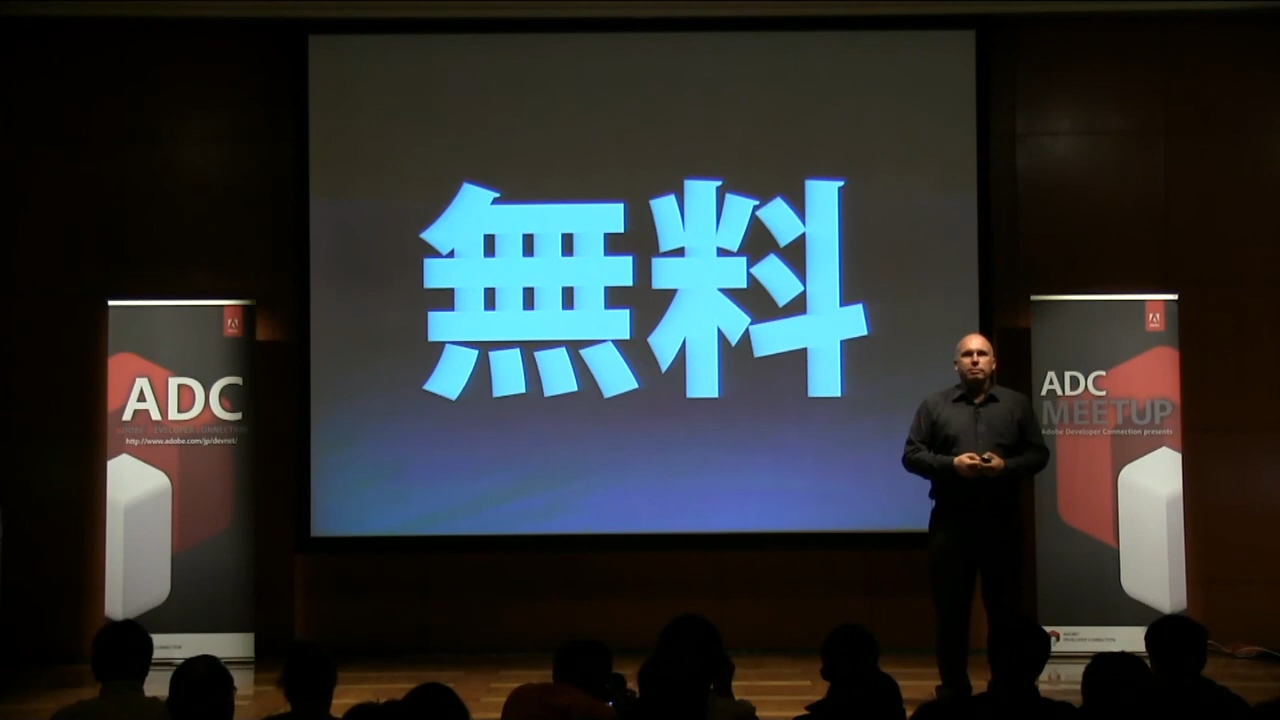 無料
ADC
ADOBE DEVELOPER CONNECTION
http://www.adobe.com/jp/devnet/
ADC
MEETUP
Adobe Developer Connection presents